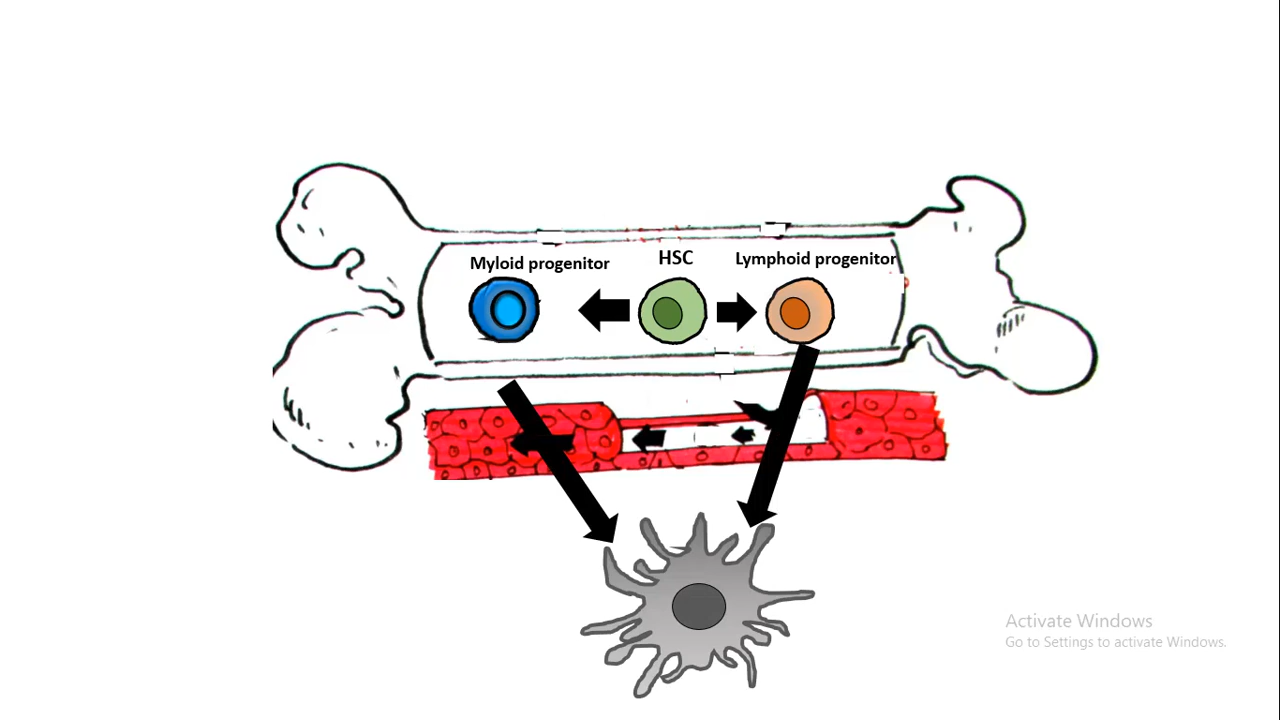 Myloid progenitor
HSC
Lymphoid progenitor
Activate Windows
Go to Settings to activate Windows.